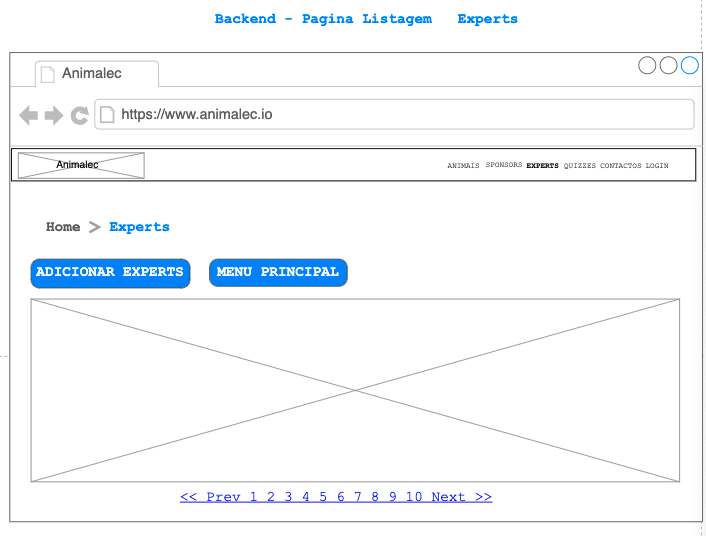 Backend - Pagina Listagem Experts
Animalec
https://www.animalec.io
Animalec
ANIMAIS SPONSORS EXPERTS QUIZZES CONTACTOS LOGIN
Home > Experts
ADICIONAR EXPERTS MENU PRINCIPAL
<< Prev 1 2 3 4 5 6 7 8 9 10 Next >>